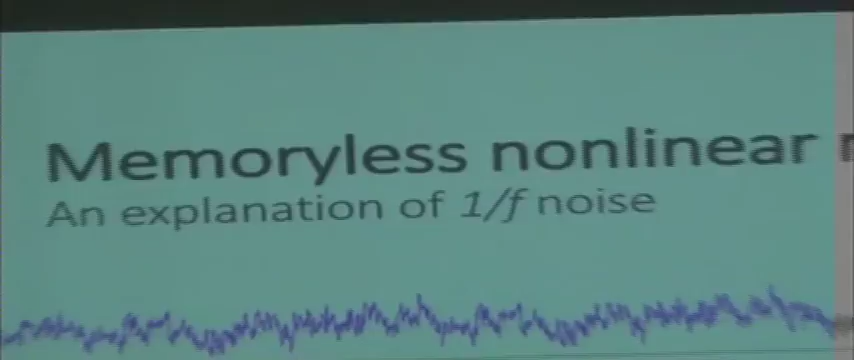 Memoryless nonlinear
An explanation of 1/f noise